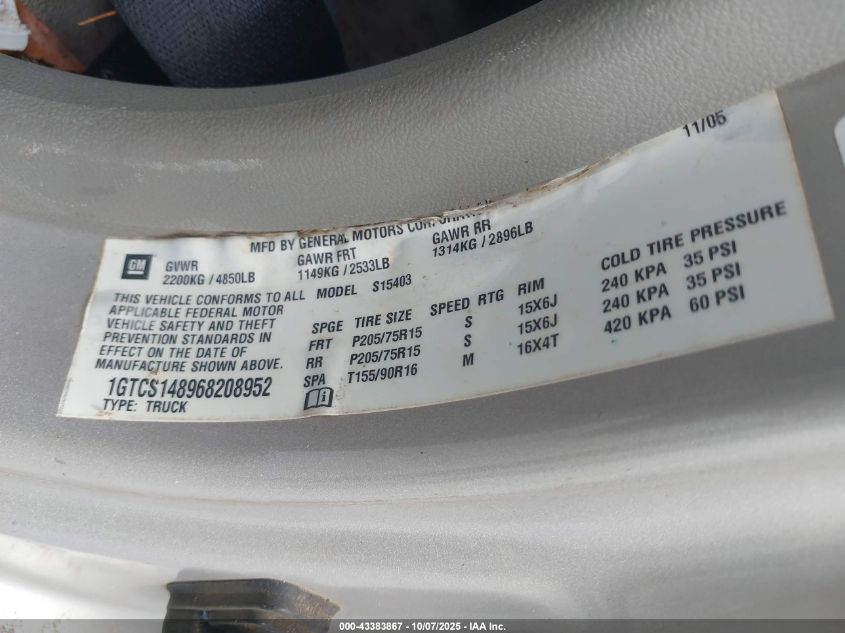 11/05
MFD BY GENERAL MOTORS
GM
GVWR
2200KG / 4850LB
GAWR FRT
1149KG / 2533LB
GAWR RR
1314KG / 2896LB
THIS VEHICLE CONFORMS TO ALL
APPLICABLE FEDERAL MOTOR
VEHICLE SAFETY AND THEFT
PREVENTION STANDARDS IN
EFFECT ON THE DATE OF
MANUFACTURE SHOWN ABOVE.
1GTCS148968208952
TYPE: TRUCK
MODEL S15403
SPGE TIRE SIZE SPEED RTG RIM COLD TIRE PRESSURE
FRT P205/75R15 S 15X6J 240 KPA 35 PSI
RR P205/75R15 S 15X6J 240 KPA 35 PSI
SPA T155/90R16 M 16X4T 420 KPA 60 PSI
000-43383867 - 10/07/2025 - IAA Inc.